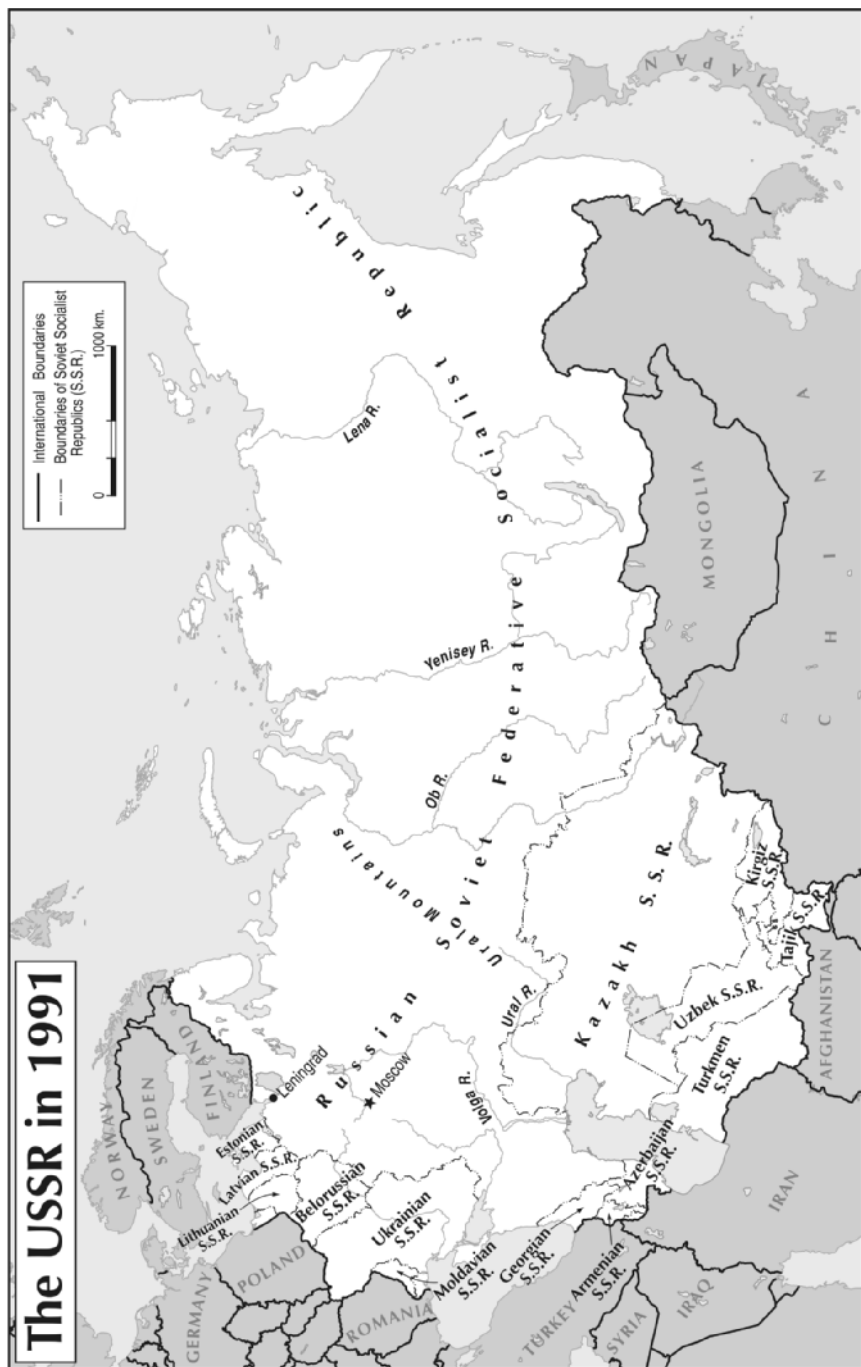 The USSR in 1991
International Boundaries
Boundaries of Soviet Socialist
Republics (S.S.R.)
0
1000 km.
NORWAY
SWEDEN
FINLAND
Leningrad
Moscow
Estonian
S.S.R.
Latvian S.S.R.
Lithuanian
S.S.R.
Belorussian
S.S.R.
Ukrainian
S.S.R.
Moldavian
S.S.R.
Georgian
S.S.R.
Armenian
S.S.R.
Azerbaijan
S.S.R.
GERMANY
POLAND
ROMANIA
TURKEY
SYRIA
IRAQ
IRAN
AFGHANISTAN
Russian Soviet Federative Socialist Republic
Ural Mountains
Volga R.
Ural R.
Ob R.
Yenisey R.
Lena R.
Kazakh S.S.R.
Uzbek S.S.R.
Turkmen
S.S.R.
Kirgiz
S.S.R.
Tajik S.S.R.
MONGOLIA
CHINA
JAPAN